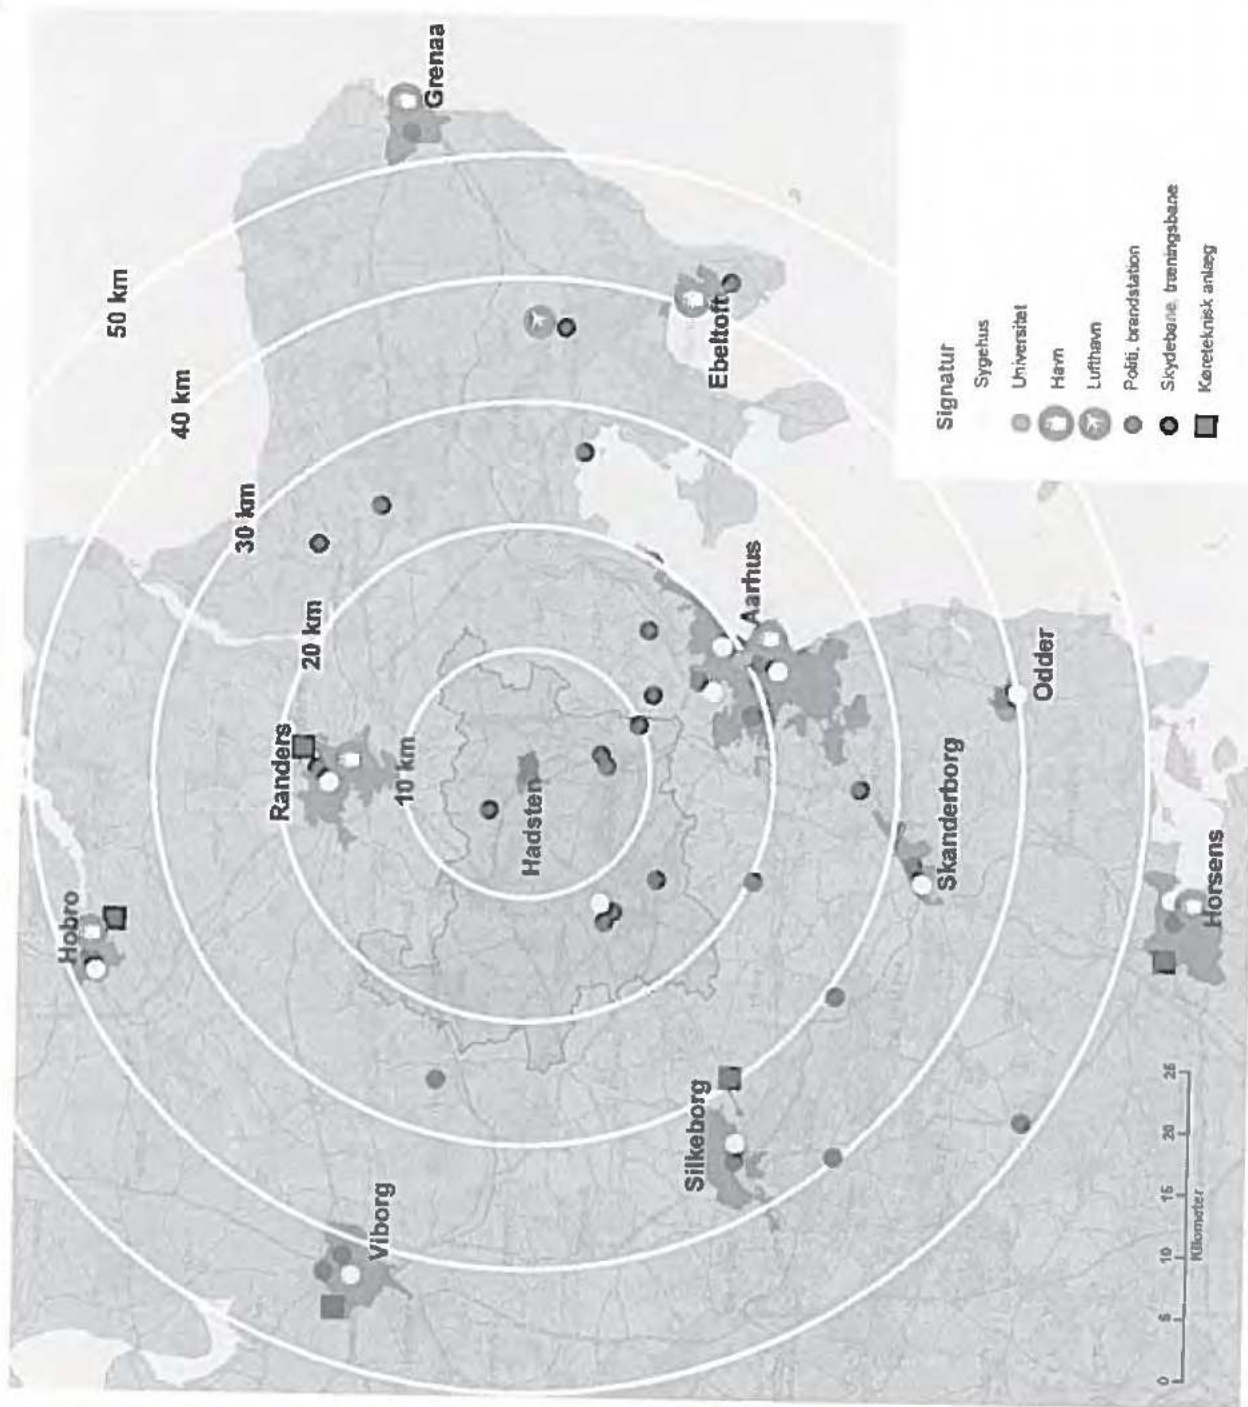 50 km
40 km
30 km
20 km
10 km
Grenaa
Ebeltoft
Hobro
Randers
Hadsten
Aarhus
Viborg
Silkeborg
Skanderborg
Odder
Horsens
Signatur
Sygehus
Universitet
Havn
Lufthavn
Politi, brandstation
Skydebane, træningsbane
Køreteknisk anlæg
0 5 10 15 20 25
Kilometer